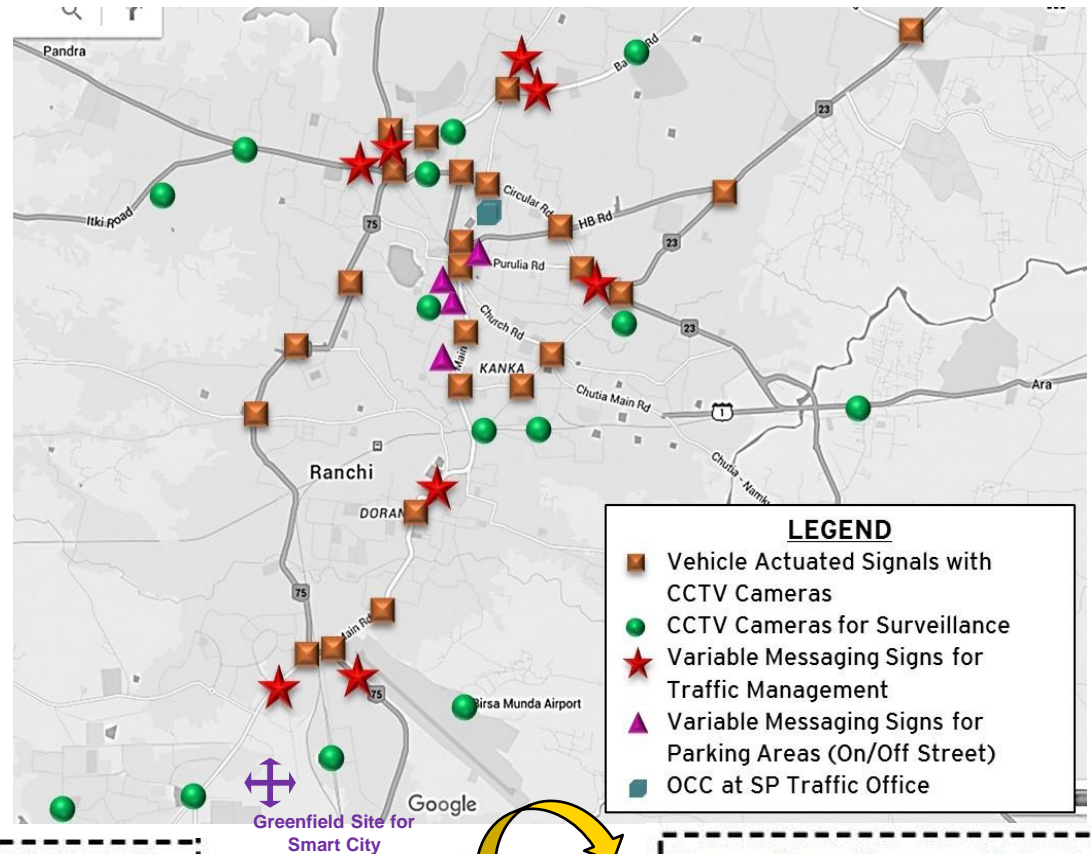 Pandra
Ba
Rd
23
Itki Road
Circular Rd
HB Rd
75
23
Purulia Rd
Church Rd
23
Main
KANKA
Ara
Chutia Main Rd
1
Ranchi
Chutia - Namku
DORAN
75
Main Rd
75
Birsa Munda Airport
Google
Greenfield Site for
Smart City
LEGEND
Vehicle Actuated Signals with
CCTV Cameras
CCTV Cameras for Surveillance
Variable Messaging Signs for
Traffic Management
Variable Messaging Signs for
Parking Areas (On/Off Street)
OCC at SP Traffic Office